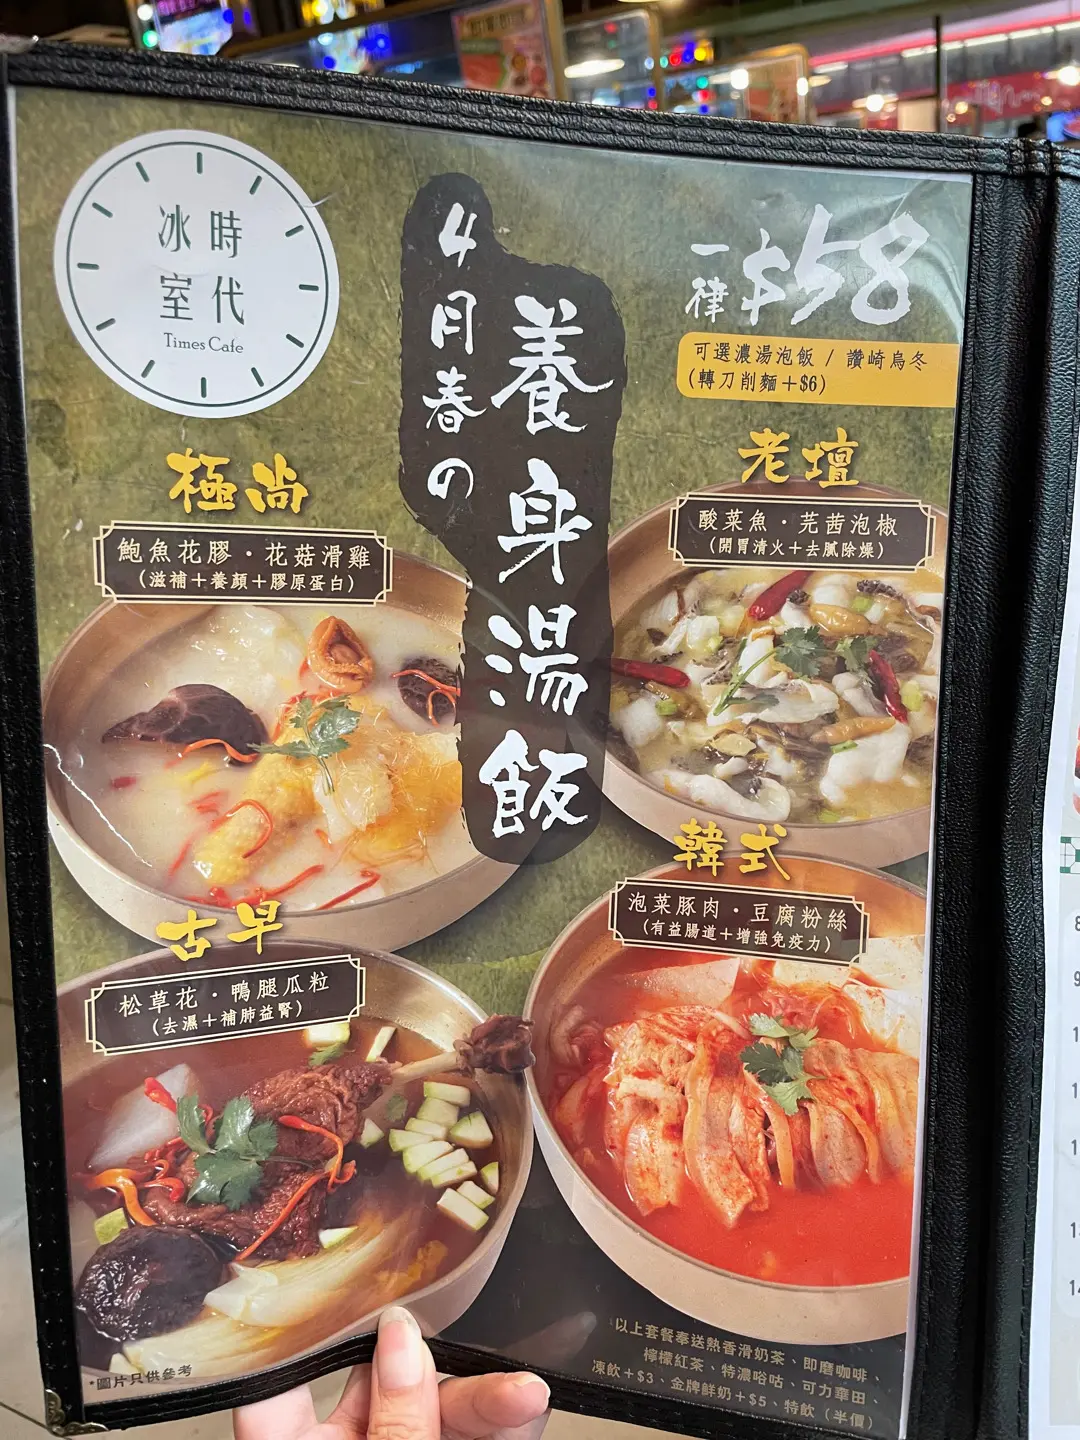 時代
冰室
Times Cafe
4月春の
養身湯飯
一律$58
可選濃湯泡飯 / 讚崎烏冬
(轉刀削麵＋$6)
極尚
鮑魚花膠・花菇滑雞
(滋補＋養顏＋膠原蛋白)
老壇
酸菜魚・芫茜泡椒
(開胃清火＋去膩除燥)
古早
松草花・鴨腿瓜粒
(去濕＋補肺益腎)
韓式
泡菜豚肉・豆腐粉絲
(有益腸道＋增強免疫力)
以上套餐奉送熱香滑奶茶、即磨咖啡、
檸檬紅茶、特濃唂咕、可力華田、
凍飲＋$3、金牌鮮奶＋$5、特飲（半價）
*圖片只供參考